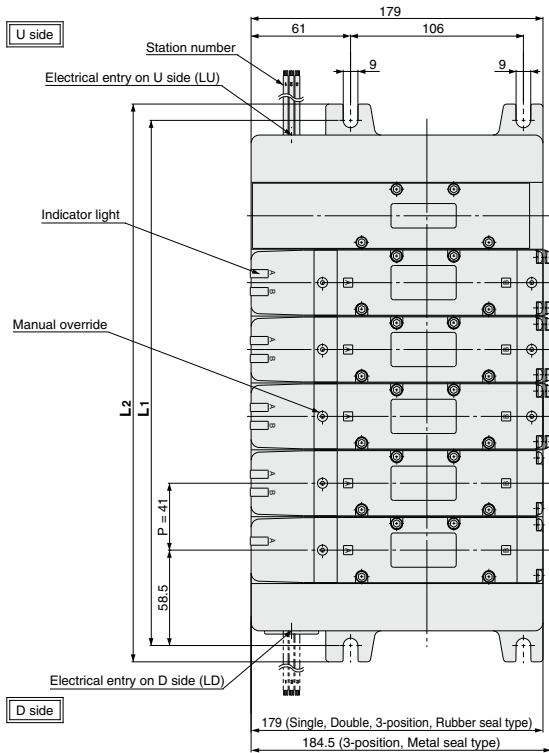 179
U side
61
106
Station number
9
9
Electrical entry on U side (LU)
Indicator light
A
B
A
B
Manual override
A
B
A
B
L2
L1
A
B
A
B
A
B
P = 41
A
B
A
B
A
A
B
58.5
Electrical entry on D side (LD)
D side
179 (Single, Double, 3-position, Rubber seal type)
184.5 (3-position, Metal seal type)